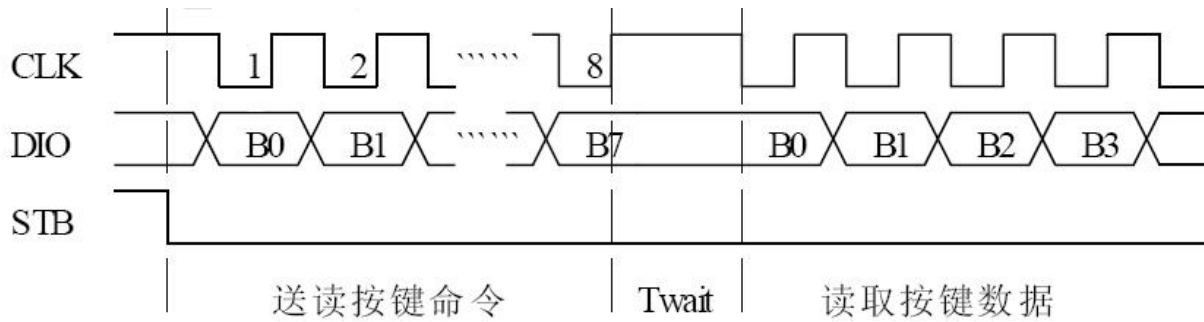 CLK 1 2 ...... 8
DIO B0 B1 ...... B7 B0 B1 B2 B3
STB
送读按键命令 Twait 读取按键数据